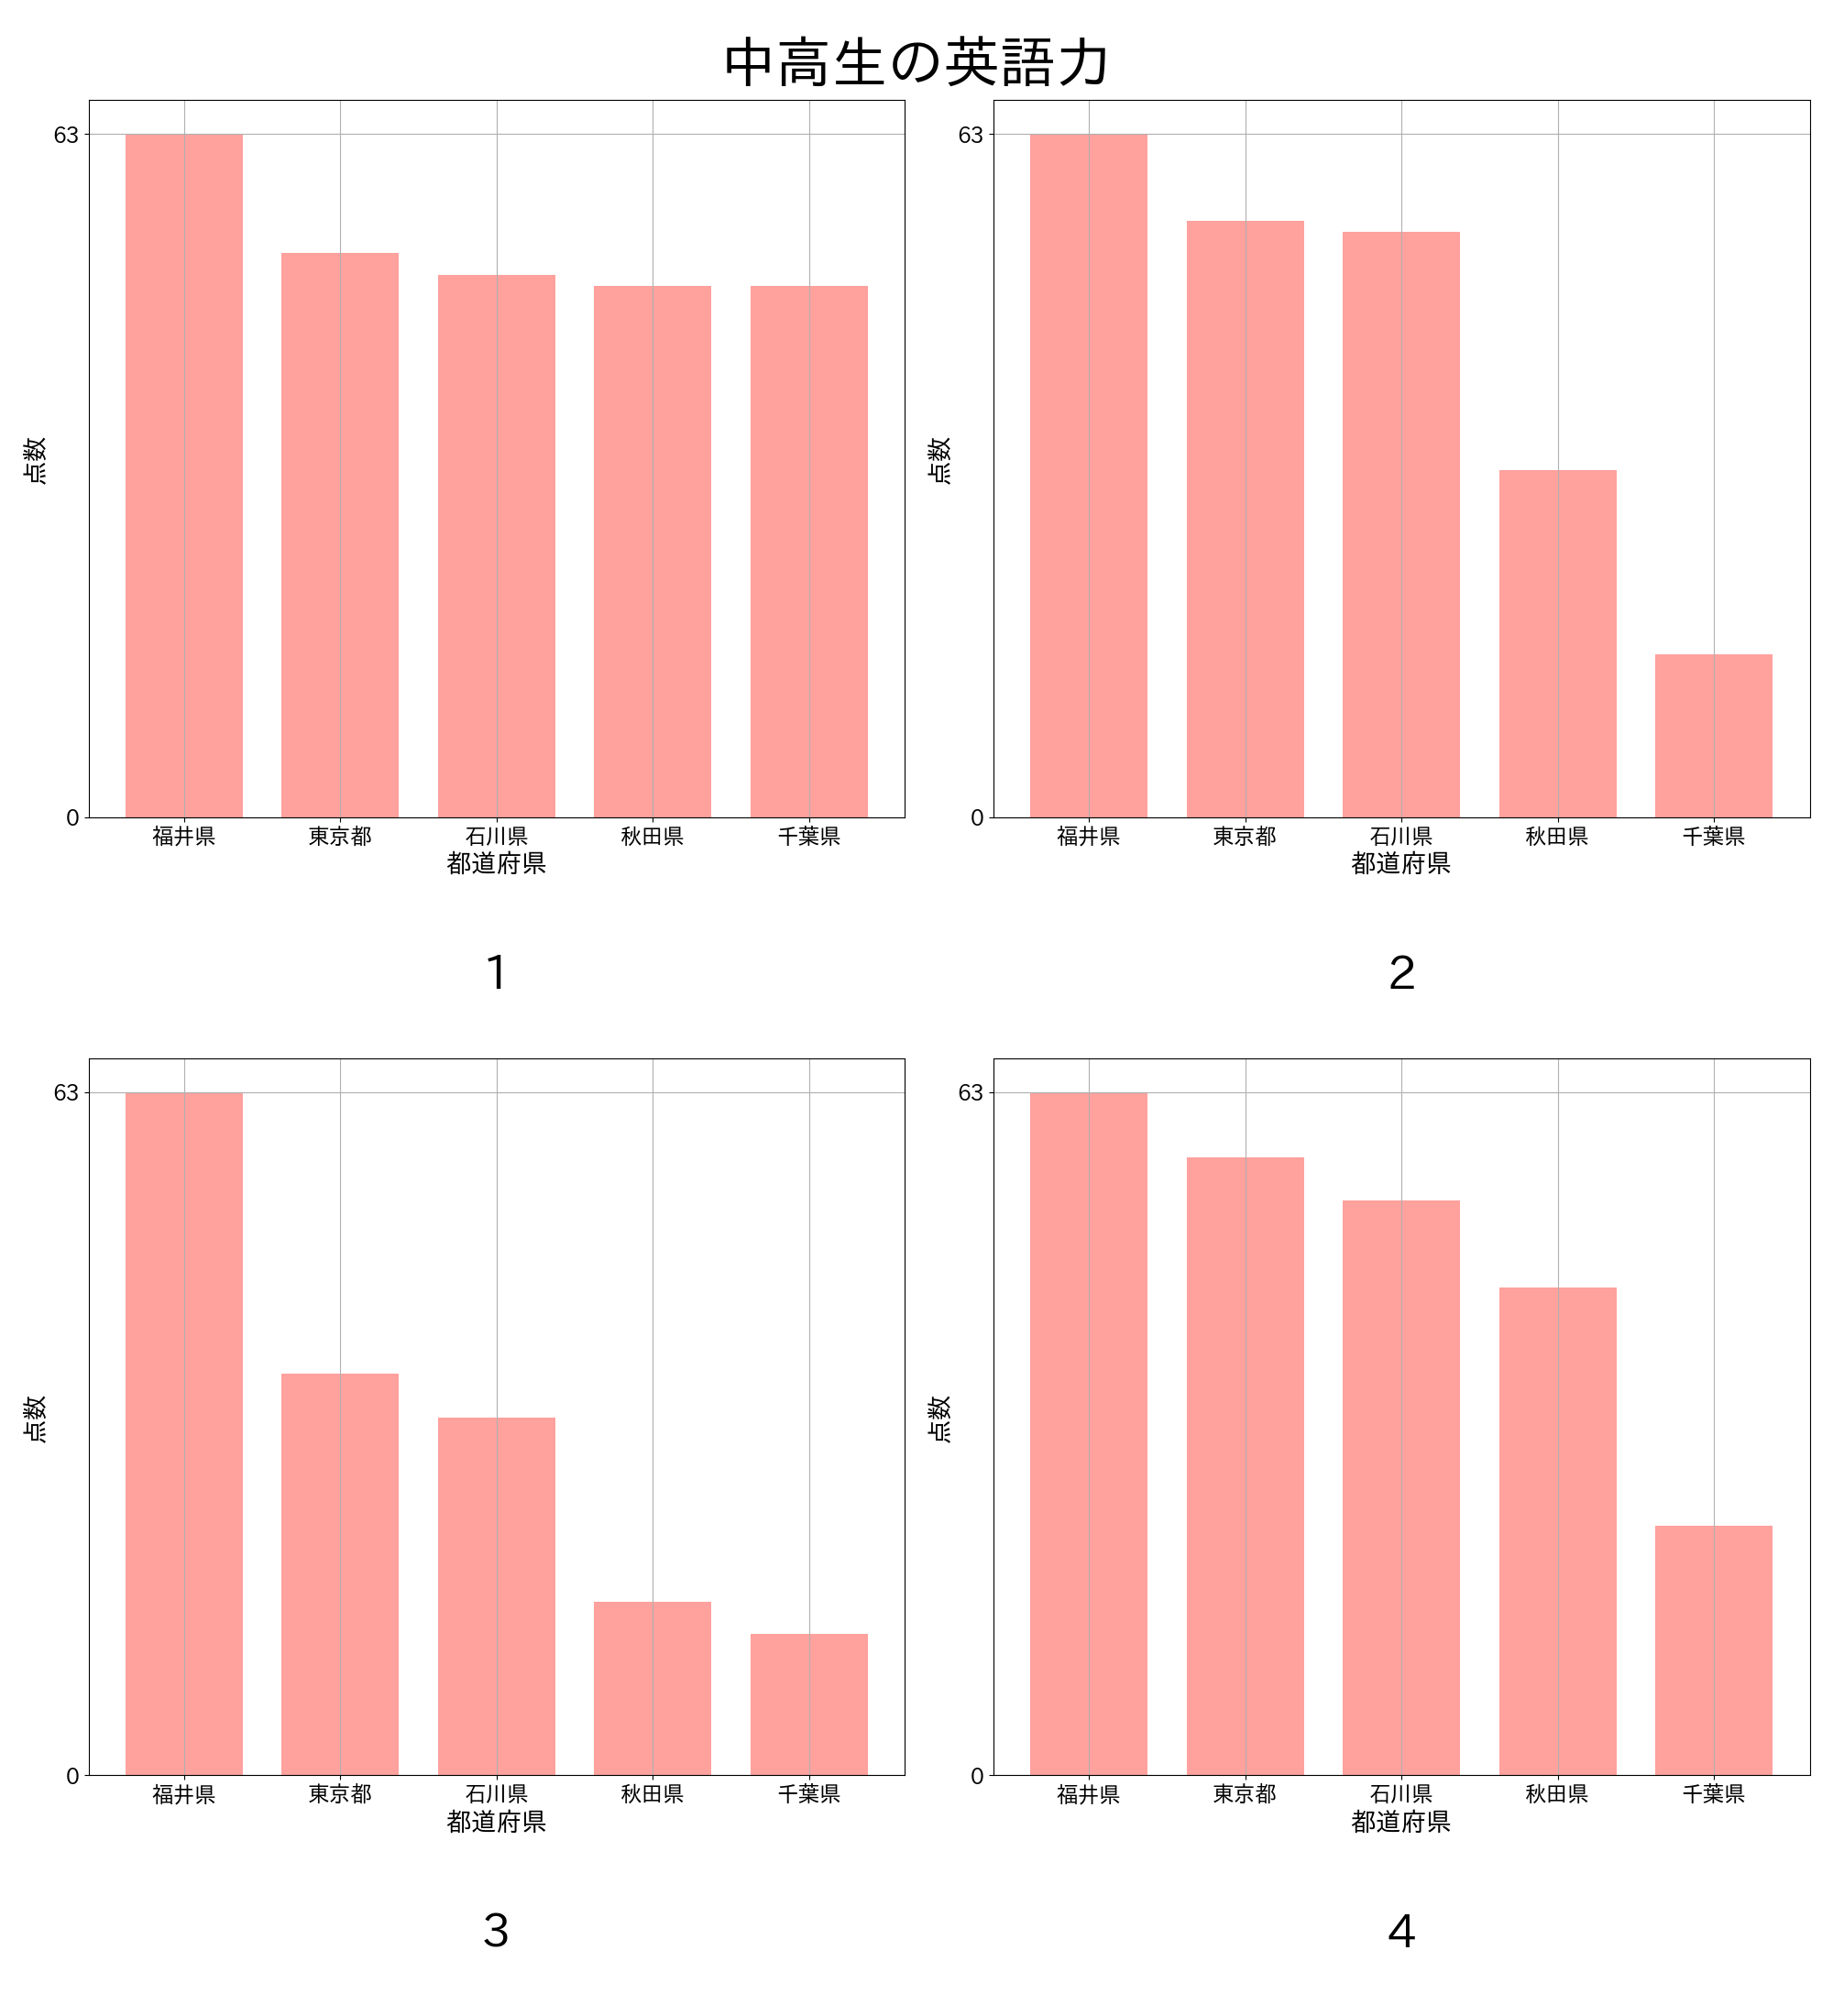 中高生の英語力
63
点数
0
福井県 東京都 石川県 秋田県 千葉県
都道府県
1
63
点数
0
福井県 東京都 石川県 秋田県 千葉県
都道府県
2
63
点数
0
福井県 東京都 石川県 秋田県 千葉県
都道府県
3
63
点数
0
福井県 東京都 石川県 秋田県 千葉県
都道府県
4